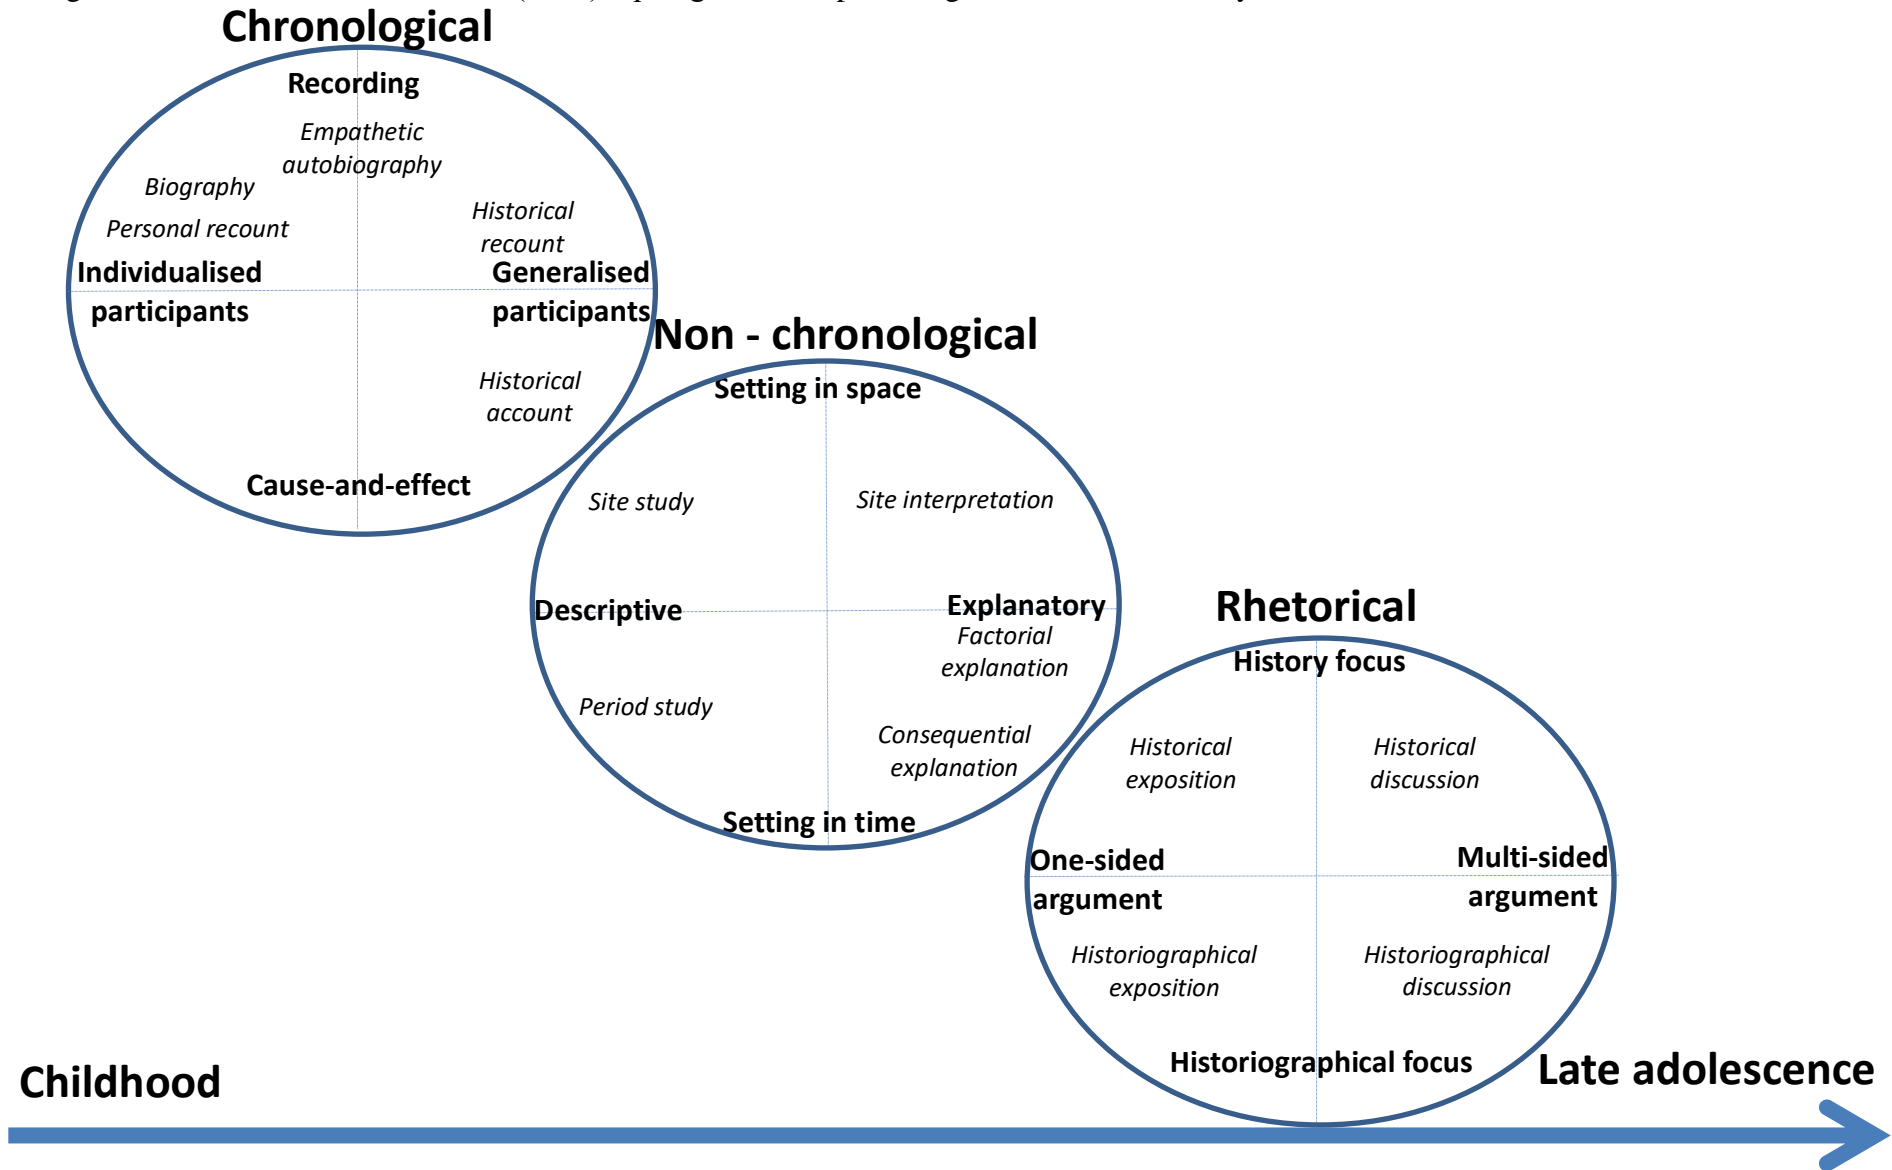 Chronological
Recording
Empathetic
autobiography
Biography
Personal recount
Historical
recount
Individualised
participants
Generalised
participants
Historical
account
Cause-and-effect
Non - chronological
Setting in space
Site study
Site interpretation
Descriptive
Explanatory
Factorial
explanation
Period study
Consequential
explanation
Setting in time
Rhetorical
History focus
Historical
exposition
Historical
discussion
One-sided
argument
Multi-sided
argument
Historiographical
exposition
Historiographical
discussion
Historiographical focus
Childhood
Late adolescence